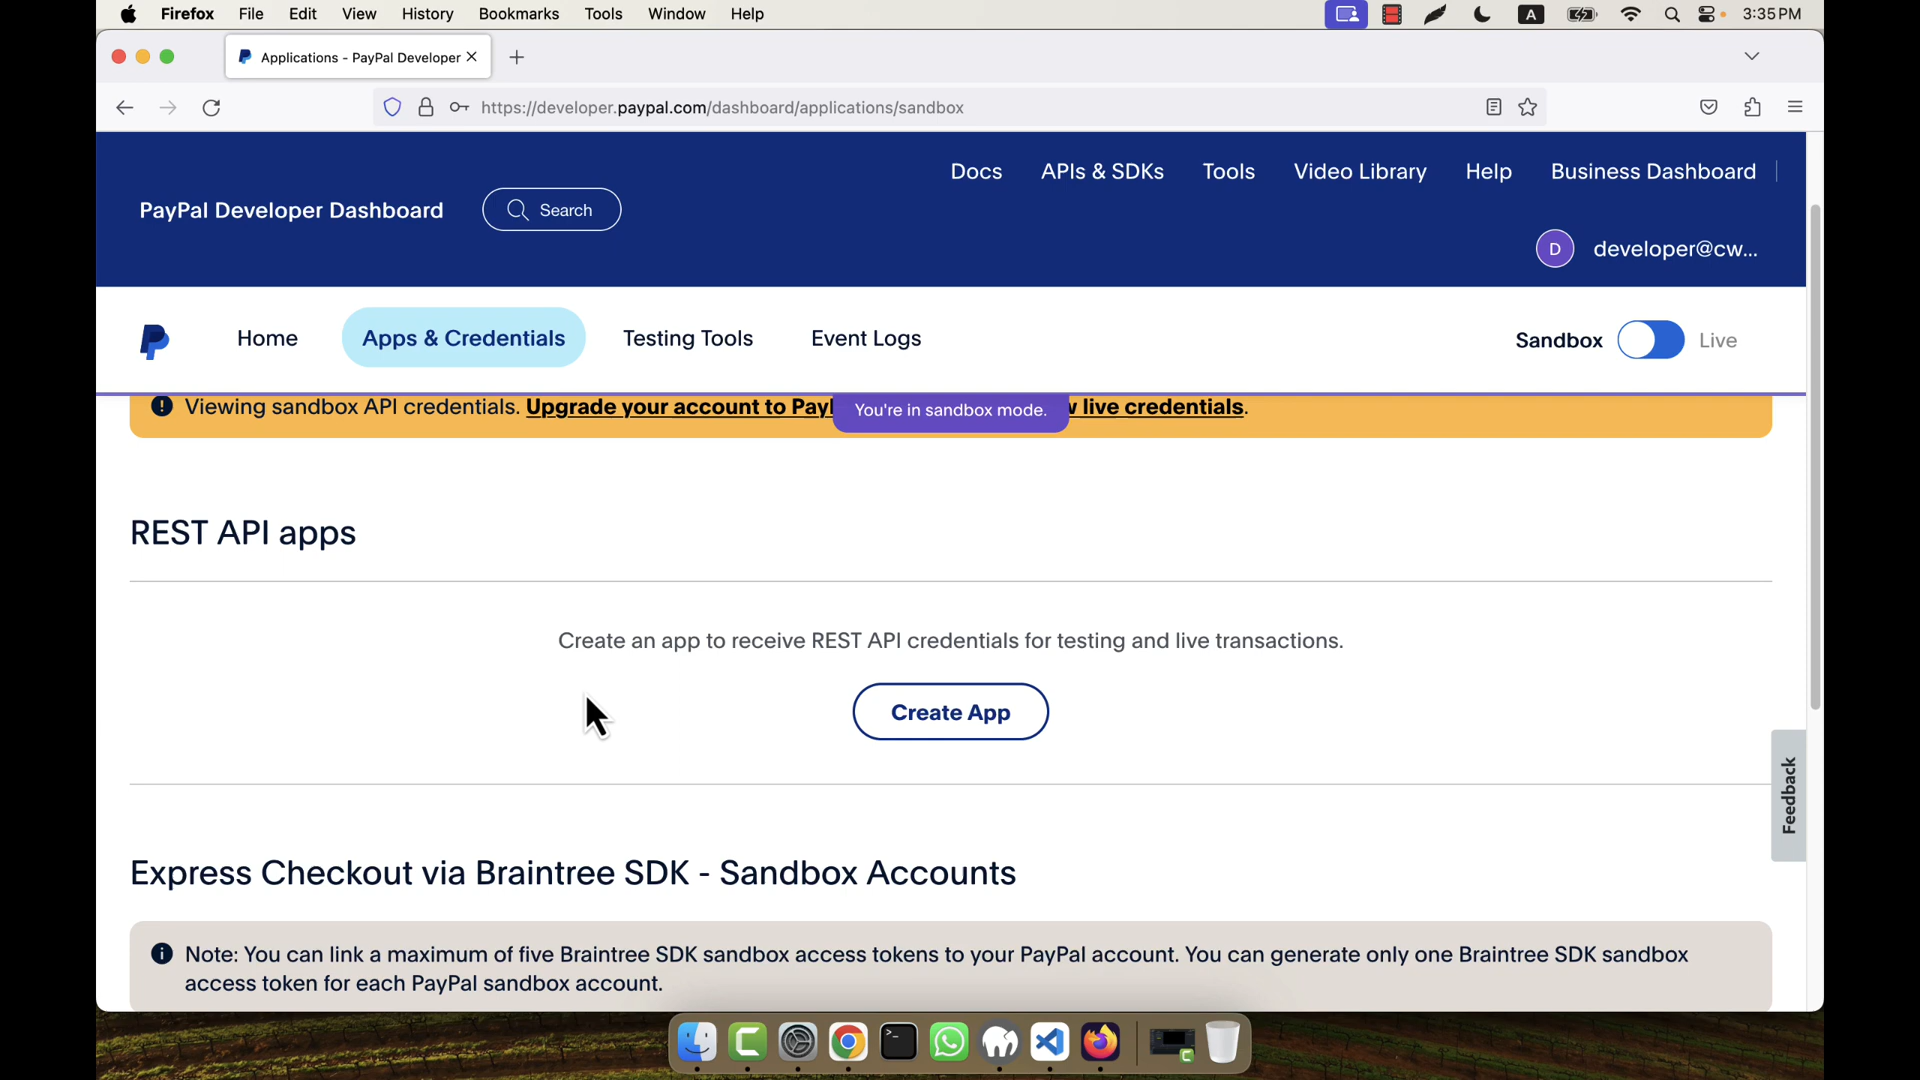 Firefox File Edit View History Bookmarks Tools Window Help A 3:35 PM
Applications - PayPal Developer
https://developer.paypal.com/dashboard/applications/sandbox
Docs APIs & SDKs Tools Video Library Help Business Dashboard
PayPal Developer Dashboard Search
D developer@cw...
Home Apps & Credentials Testing Tools Event Logs Sandbox Live
Viewing sandbox API credentials. Upgrade your account to live credentials.
You're in sandbox mode.
REST API apps
Create an app to receive REST API credentials for testing and live transactions.
Create App
Feedback
Express Checkout via Braintree SDK - Sandbox Accounts
Note: You can link a maximum of five Braintree SDK sandbox access tokens to your PayPal account. You can generate only one Braintree SDK sandbox
access token for each PayPal sandbox account.